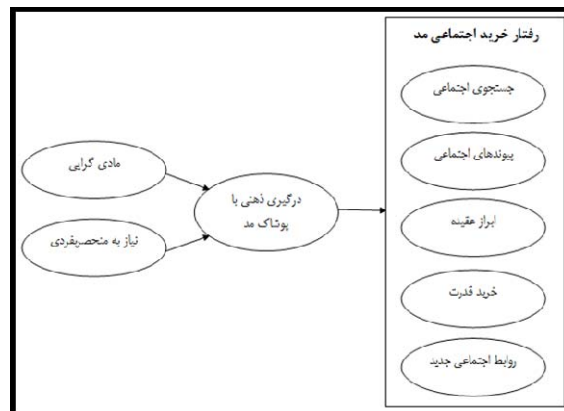 رفتار خرید اجتماعی مد
جستجوی اجتماعی
پیوندهای اجتماعی
ابراز عقیده
خرید قدرت
روابط اجتماعی جدید
درگیری ذهنی با
پوشاک مد
مادی گرایی
نیاز به منحصربفردی